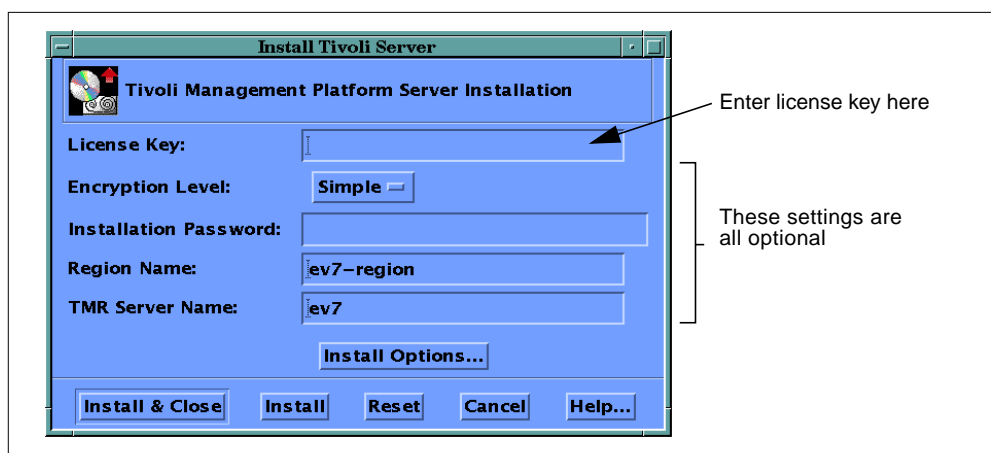 Install Tivoli Server
Tivoli Management Platform Server Installation
Enter license key here
License Key:
Encryption Level: Simple
Installation Password:
These settings are
all optional
Region Name: ev7-region
TMR Server Name: ev7
Install Options...
Install & Close Install Reset Cancel Help...